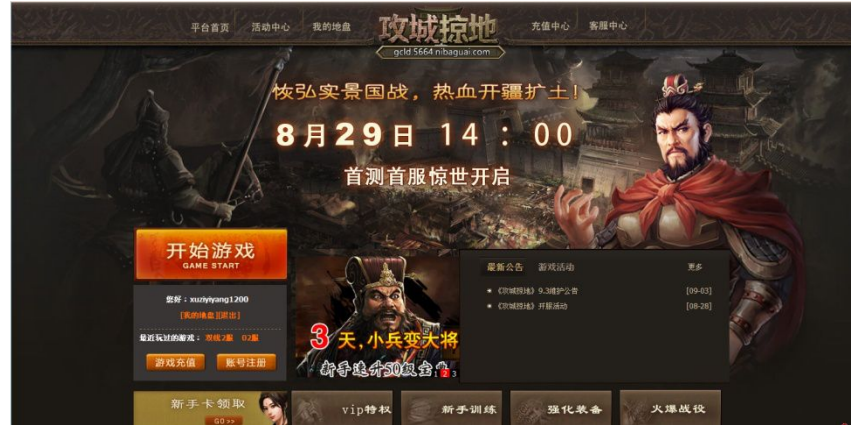 平台首页 活动中心 我的地盘 攻城掠地 充值中心 客服中心
gcld.5664.nibaguai.com
恢弘实景国战，热血开疆扩土！
8月29日 14：00
首测首服惊世开启
开始游戏
GAME START
您好：xuziyiyang1200
[我的地盘][退出]
最近玩过的游戏：双线2服 02服
游戏充值 账号注册
3天，小兵变大将
新手速升50级宝典
1 2 3
最新公告 游戏活动 更多
《攻城掠地》9.3维护公告 [09-03]
《攻城掠地》开服活动 [08-28]
新手卡领取
GO>>
vip特权 新手训练 强化装备 火爆战役